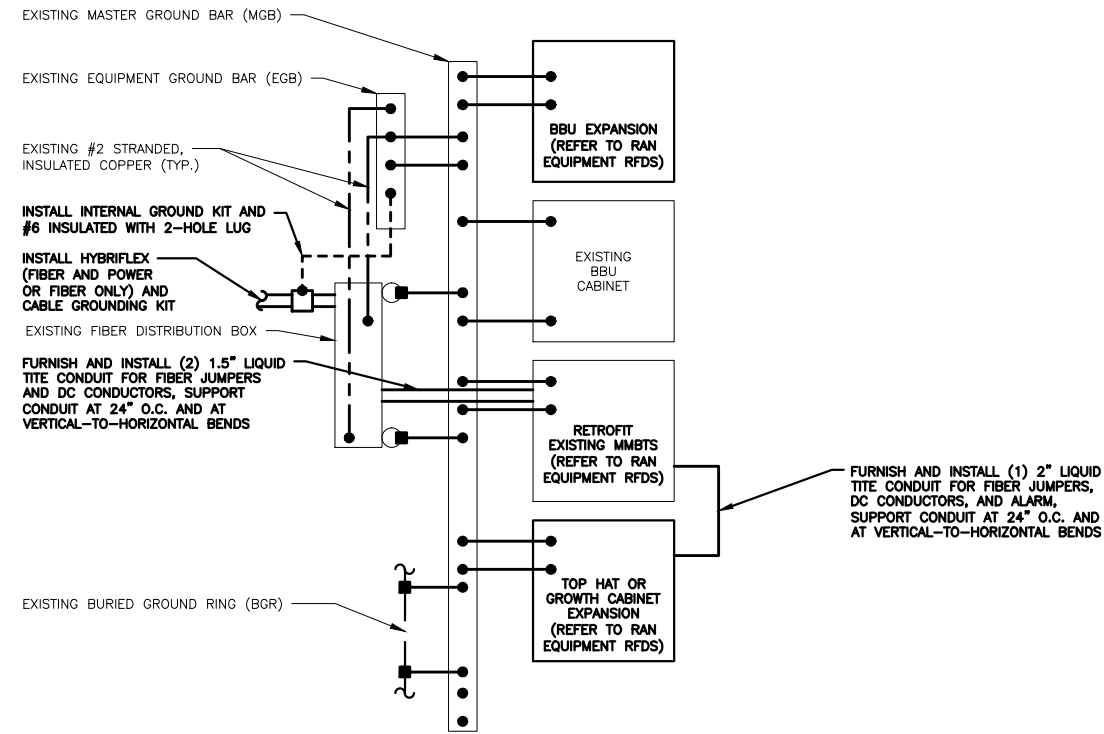 EXISTING MASTER GROUND BAR (MGB)
EXISTING EQUIPMENT GROUND BAR (EGB)
EXISTING #2 STRANDED,
INSULATED COPPER (TYP.)
INSTALL INTERNAL GROUND KIT AND
#6 INSULATED WITH 2-HOLE LUG
INSTALL HYBRIFLEX
(FIBER AND POWER
OR FIBER ONLY) AND
CABLE GROUNDING KIT
EXISTING FIBER DISTRIBUTION BOX
FURNISH AND INSTALL (2) 1.5" LIQUID
TITE CONDUIT FOR FIBER JUMPERS
AND DC CONDUCTORS, SUPPORT
CONDUIT AT 24" O.C. AND AT
VERTICAL-TO-HORIZONTAL BENDS
EXISTING BURIED GROUND RING (BGR)
BBU EXPANSION
(REFER TO RAN
EQUIPMENT RFDS)
EXISTING
BBU
CABINET
RETROFIT
EXISTING MMBTS
(REFER TO RAN
EQUIPMENT RFDS)
TOP HAT OR
GROWTH CABINET
EXPANSION
(REFER TO RAN
EQUIPMENT RFDS)
FURNISH AND INSTALL (1) 2" LIQUID
TITE CONDUIT FOR FIBER JUMPERS,
DC CONDUCTORS, AND ALARM,
SUPPORT CONDUIT AT 24" O.C. AND
AT VERTICAL-TO-HORIZONTAL BENDS